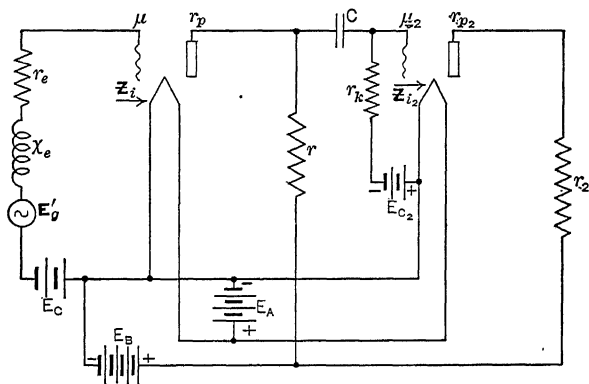 μ r_p C μ_2 r_p2
r_e Z_i r_k Z_i2
χ_e r r_2
E'_g − + E_C2
E_C − E_A +
− E_B +